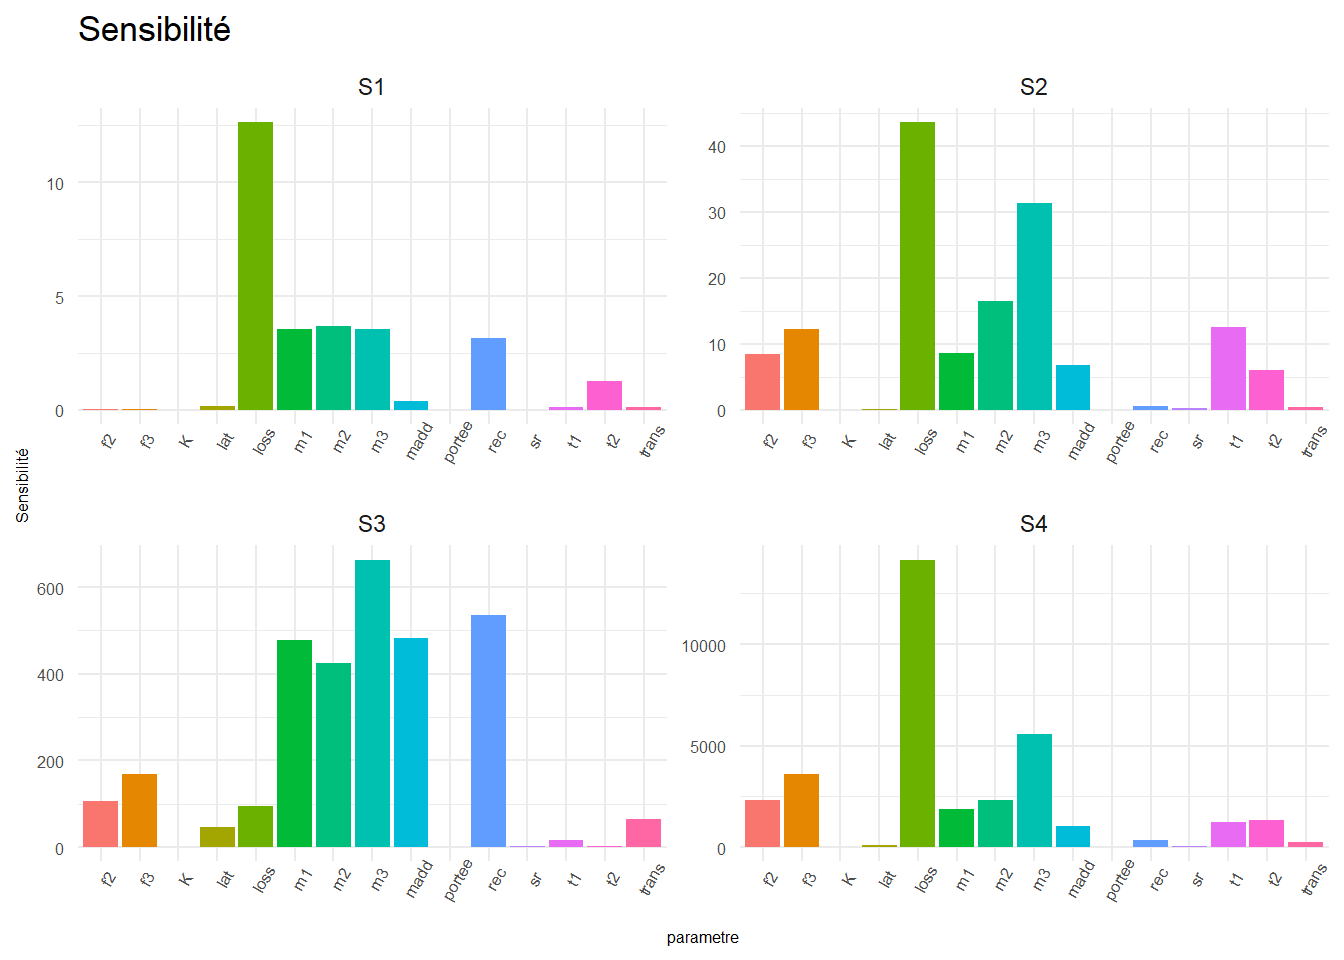 Sensibilité
S1
S2
10
5
0
40
30
20
10
0
f2 f3 K lat loss m1 m2 m3 madd portee rec sr t1 t2 trans
f2 f3 K lat loss m1 m2 m3 madd portee rec sr t1 t2 trans
Sensibilité
S3
S4
600
400
200
0
10000
5000
0
f2 f3 K lat loss m1 m2 m3 madd portee rec sr t1 t2 trans
f2 f3 K lat loss m1 m2 m3 madd portee rec sr t1 t2 trans
parametre